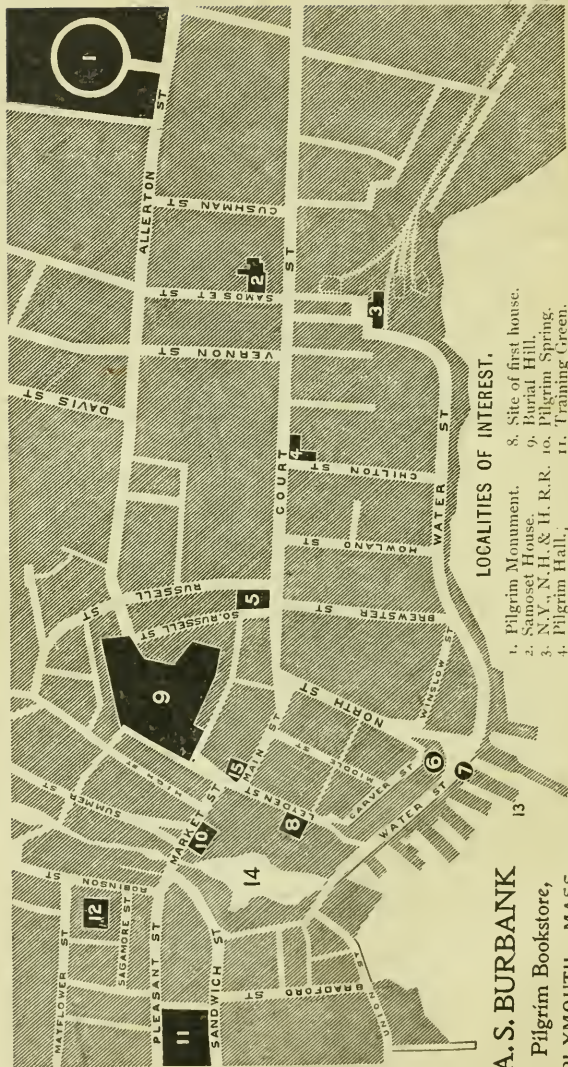 1
ALLERTON ST
CUSHMAN ST
2
SAMOSET ST
ST
3
VERNON ST
DAVIS ST
4
COURT
CHILTON ST
WATER ST
HOWLAND ST
RUSSELL ST
SO. RUSSELL ST
5
BREWSTER ST
9
NORTH ST
WINSLOW ST
HIGH ST
15
MAIN ST
MIDDLE ST
CARVER ST
6
7
SUMMER ST
MARKET ST
LEYDEN ST
8
WATER ST
10
13
14
ROBINSON ST
12
SAGAMORE ST
MAYFLOWER ST
PLEASANT ST
SANDWICH ST
11
BRADFORD ST
UNION ST
LOCALITIES OF INTEREST.
1. Pilgrim Monument.
2. Samoset House.
3. N.Y., N.H. & H. R.R.
4. Pilgrim Hall.
8. Site of first house.
9. Burial Hill.
10. Pilgrim Spring.
11. Training Green.
A. S. BURBANK
Pilgrim Bookstore,
PLYMOUTH, MASS.